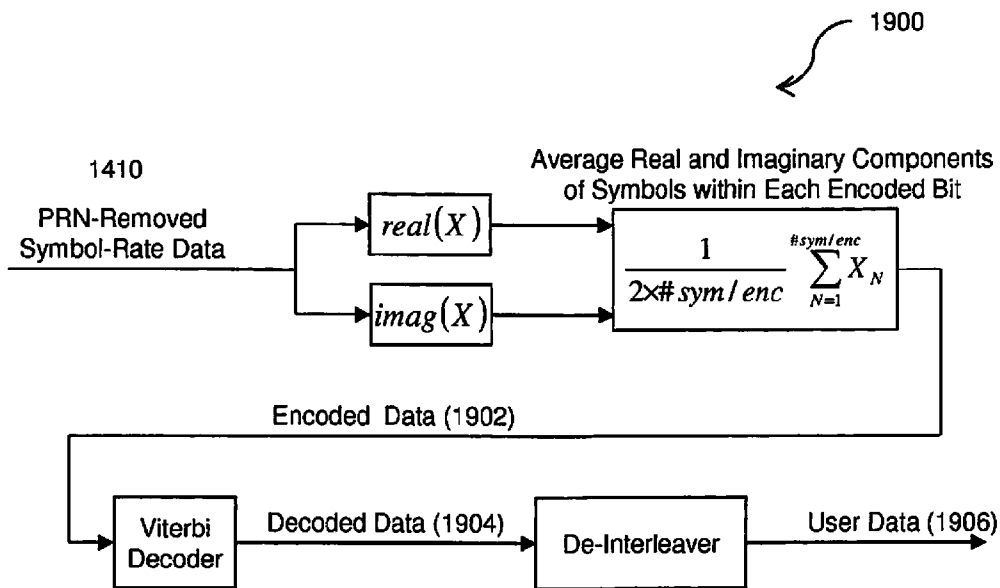 1900
1410
PRN-Removed
Symbol-Rate Data
real(X)
imag(X)
Average Real and Imaginary Components
of Symbols within Each Encoded Bit
1
2×# sym / enc
#sym/enc
∑
N=1
X_N
Encoded Data (1902)
Viterbi
Decoder
Decoded Data (1904)
De-Interleaver
User Data (1906)